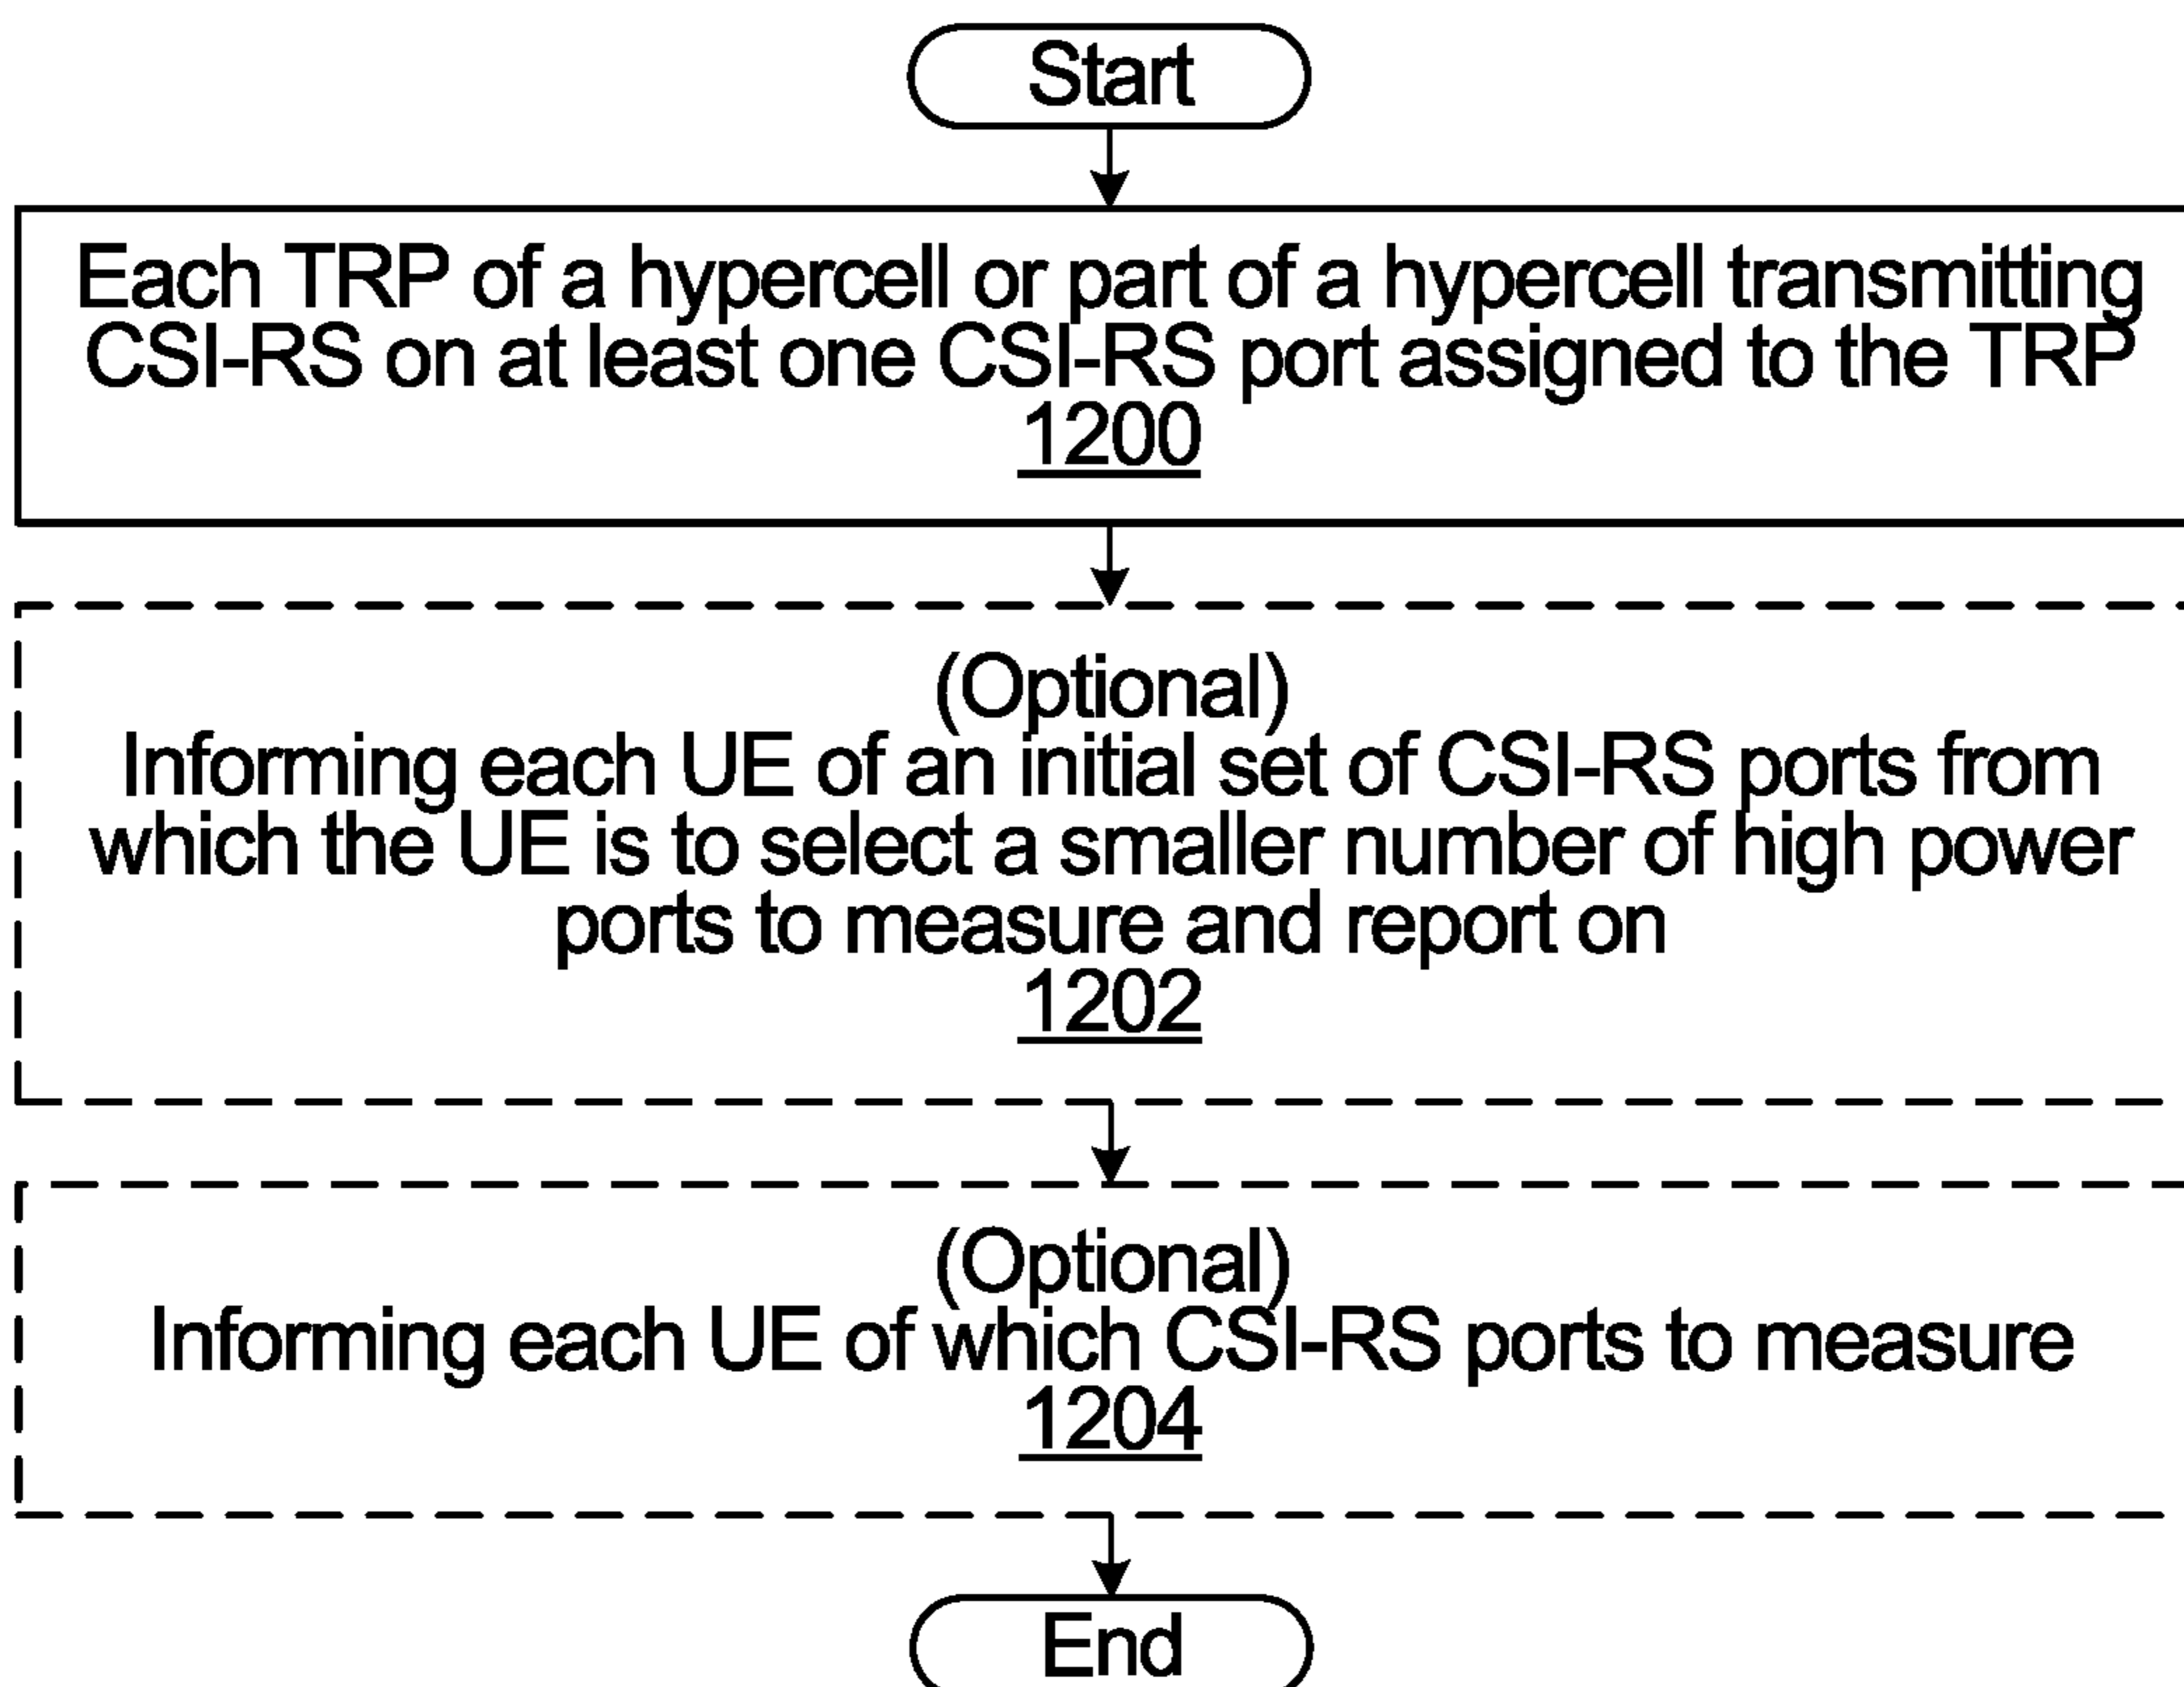 Start
Each TRP of a hypercell or part of a hypercell transmitting
CSI-RS on at least one CSI-RS port assigned to the TRP
1200
(Optional)
Informing each UE of an initial set of CSI-RS ports from
which the UE is to select a smaller number of high power
ports to measure and report on
1202
(Optional)
Informing each UE of which CSI-RS ports to measure
1204
End